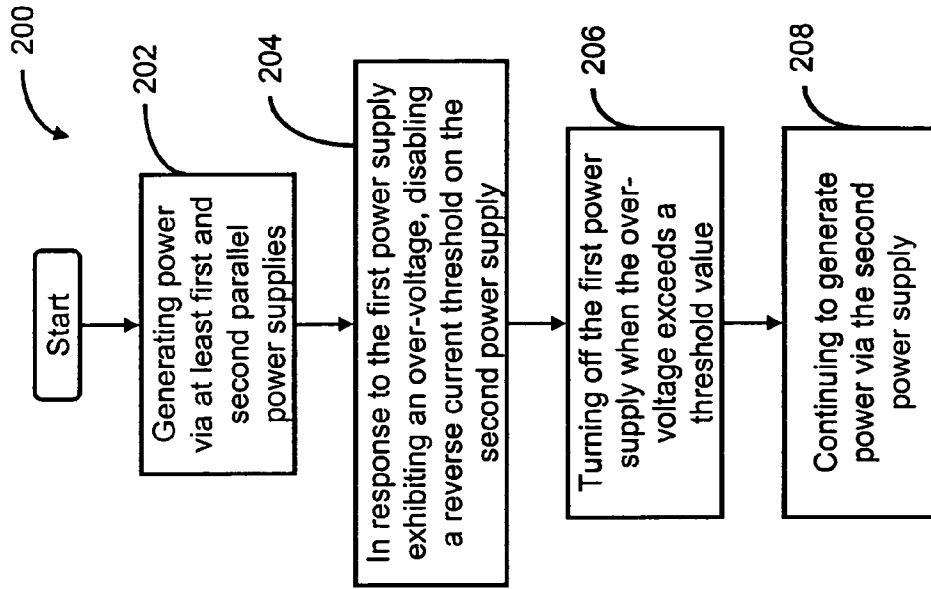 200
Start
202
Generating power
via at least first and
second parallel
power supplies
204
In response to the first power supply
exhibiting an over-voltage, disabling
a reverse current threshold on the
second power supply
206
Turning off the first power
supply when the over-
voltage exceeds a
threshold value
208
Continuing to generate
power via the second
power supply